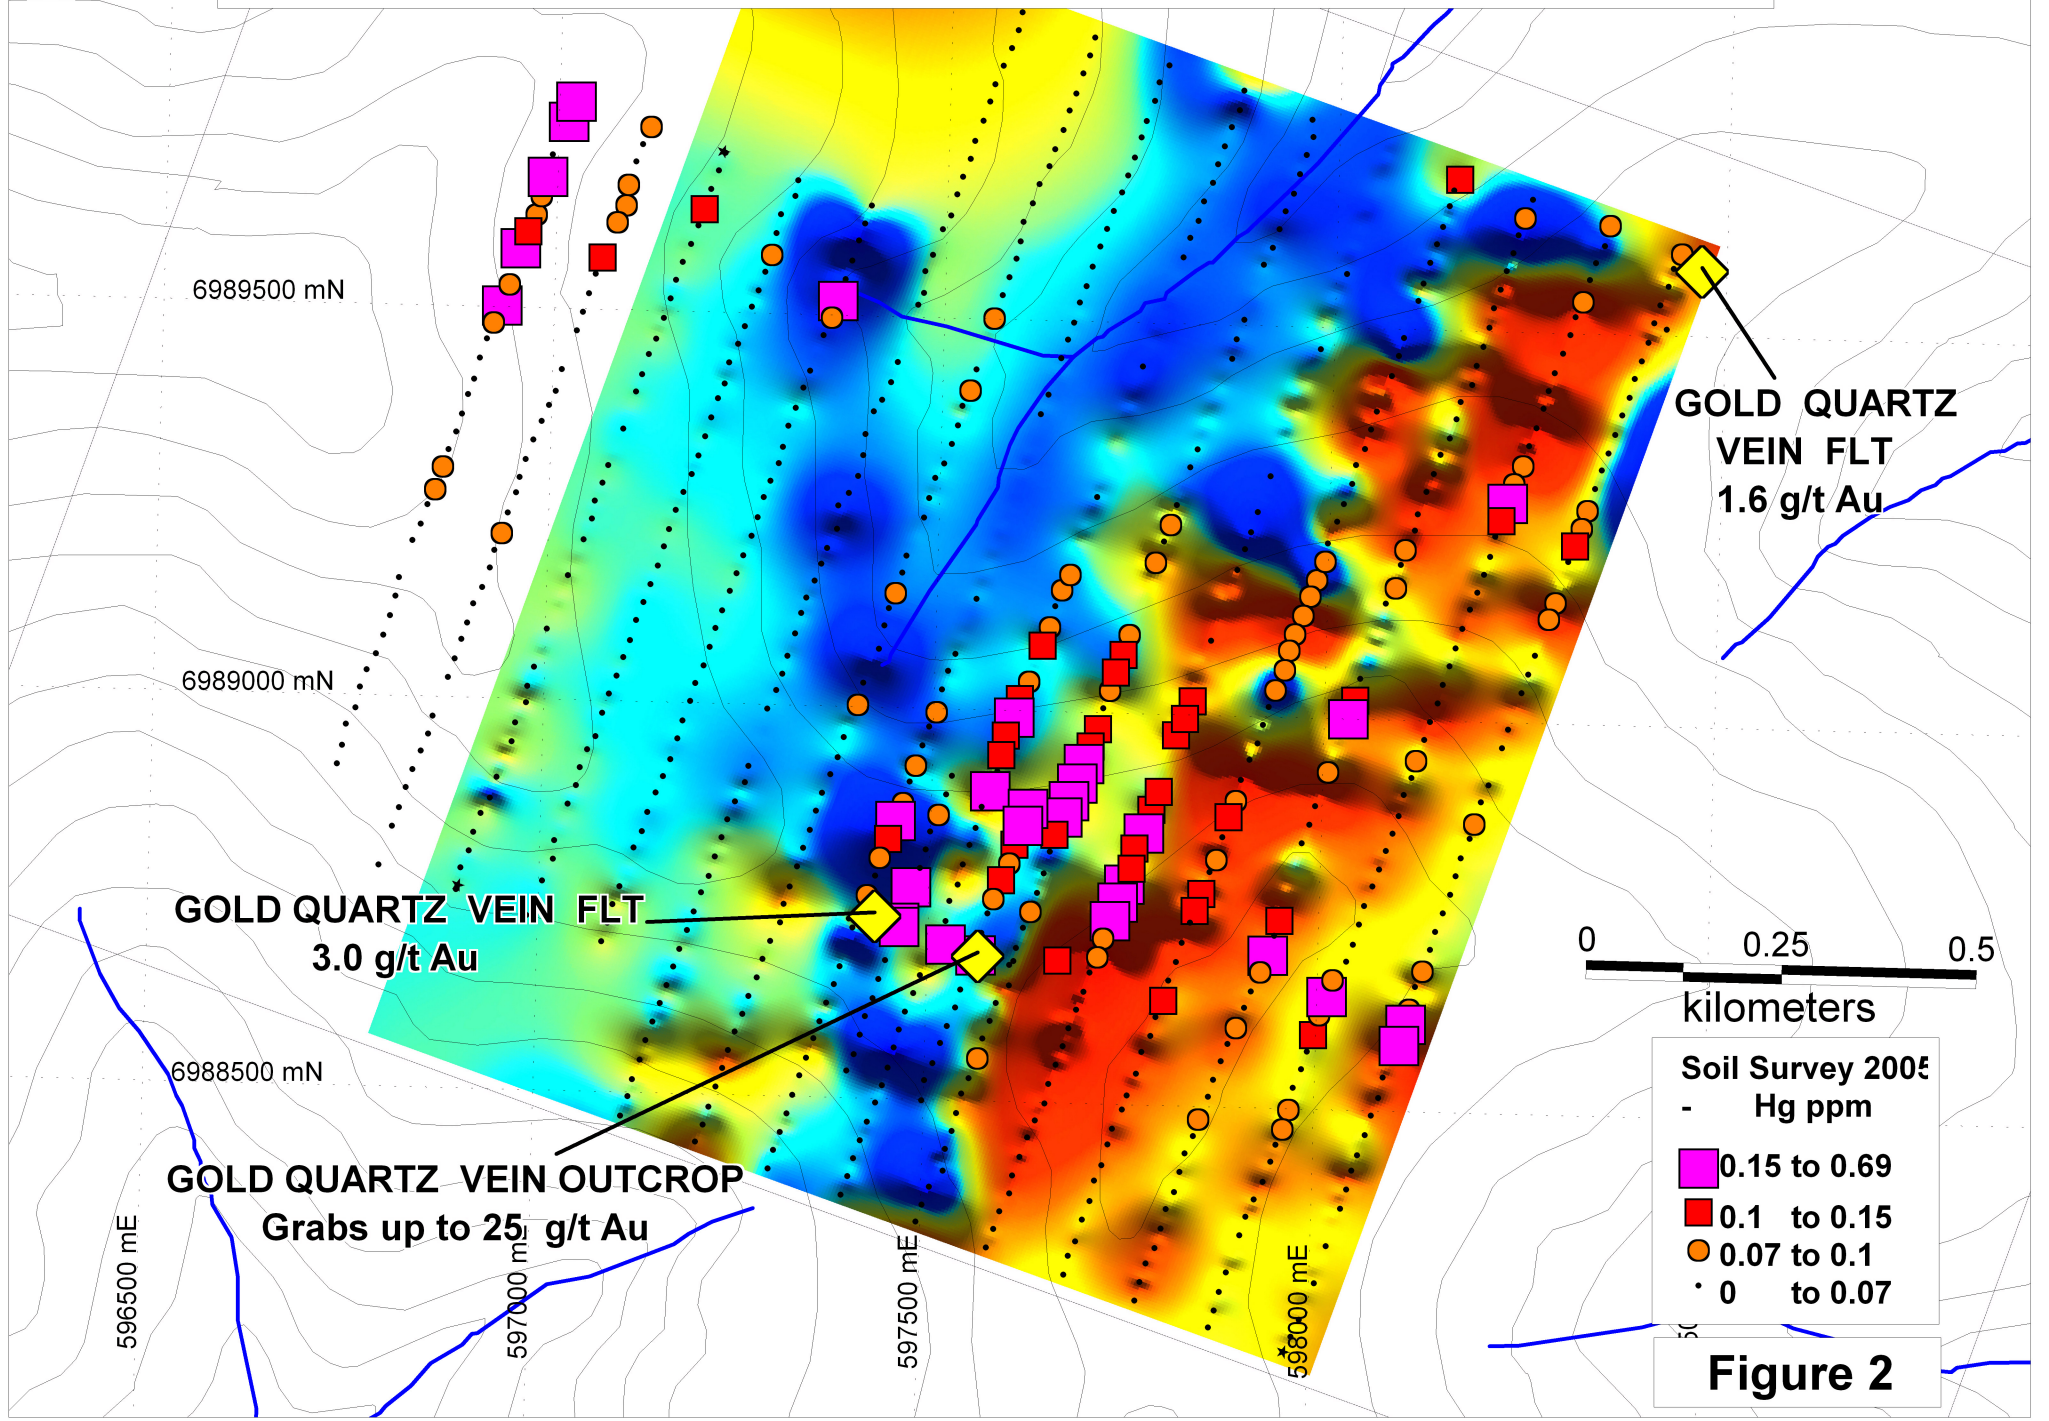 6989500 mN
GOLD QUARTZ
VEIN FLT
1.6 g/t Au
6989000 mN
GOLD QUARTZ VEIN FLT
3.0 g/t Au
0 0.25 0.5
kilometers
6988500 mN
Soil Survey 2005
- Hg ppm
0.15 to 0.69
0.1 to 0.15
0.07 to 0.1
0 to 0.07
GOLD QUARTZ VEIN OUTCROP
Grabs up to 25 g/t Au
596500 mE
597000 mE
597500 mE
598000 mE
Figure 2